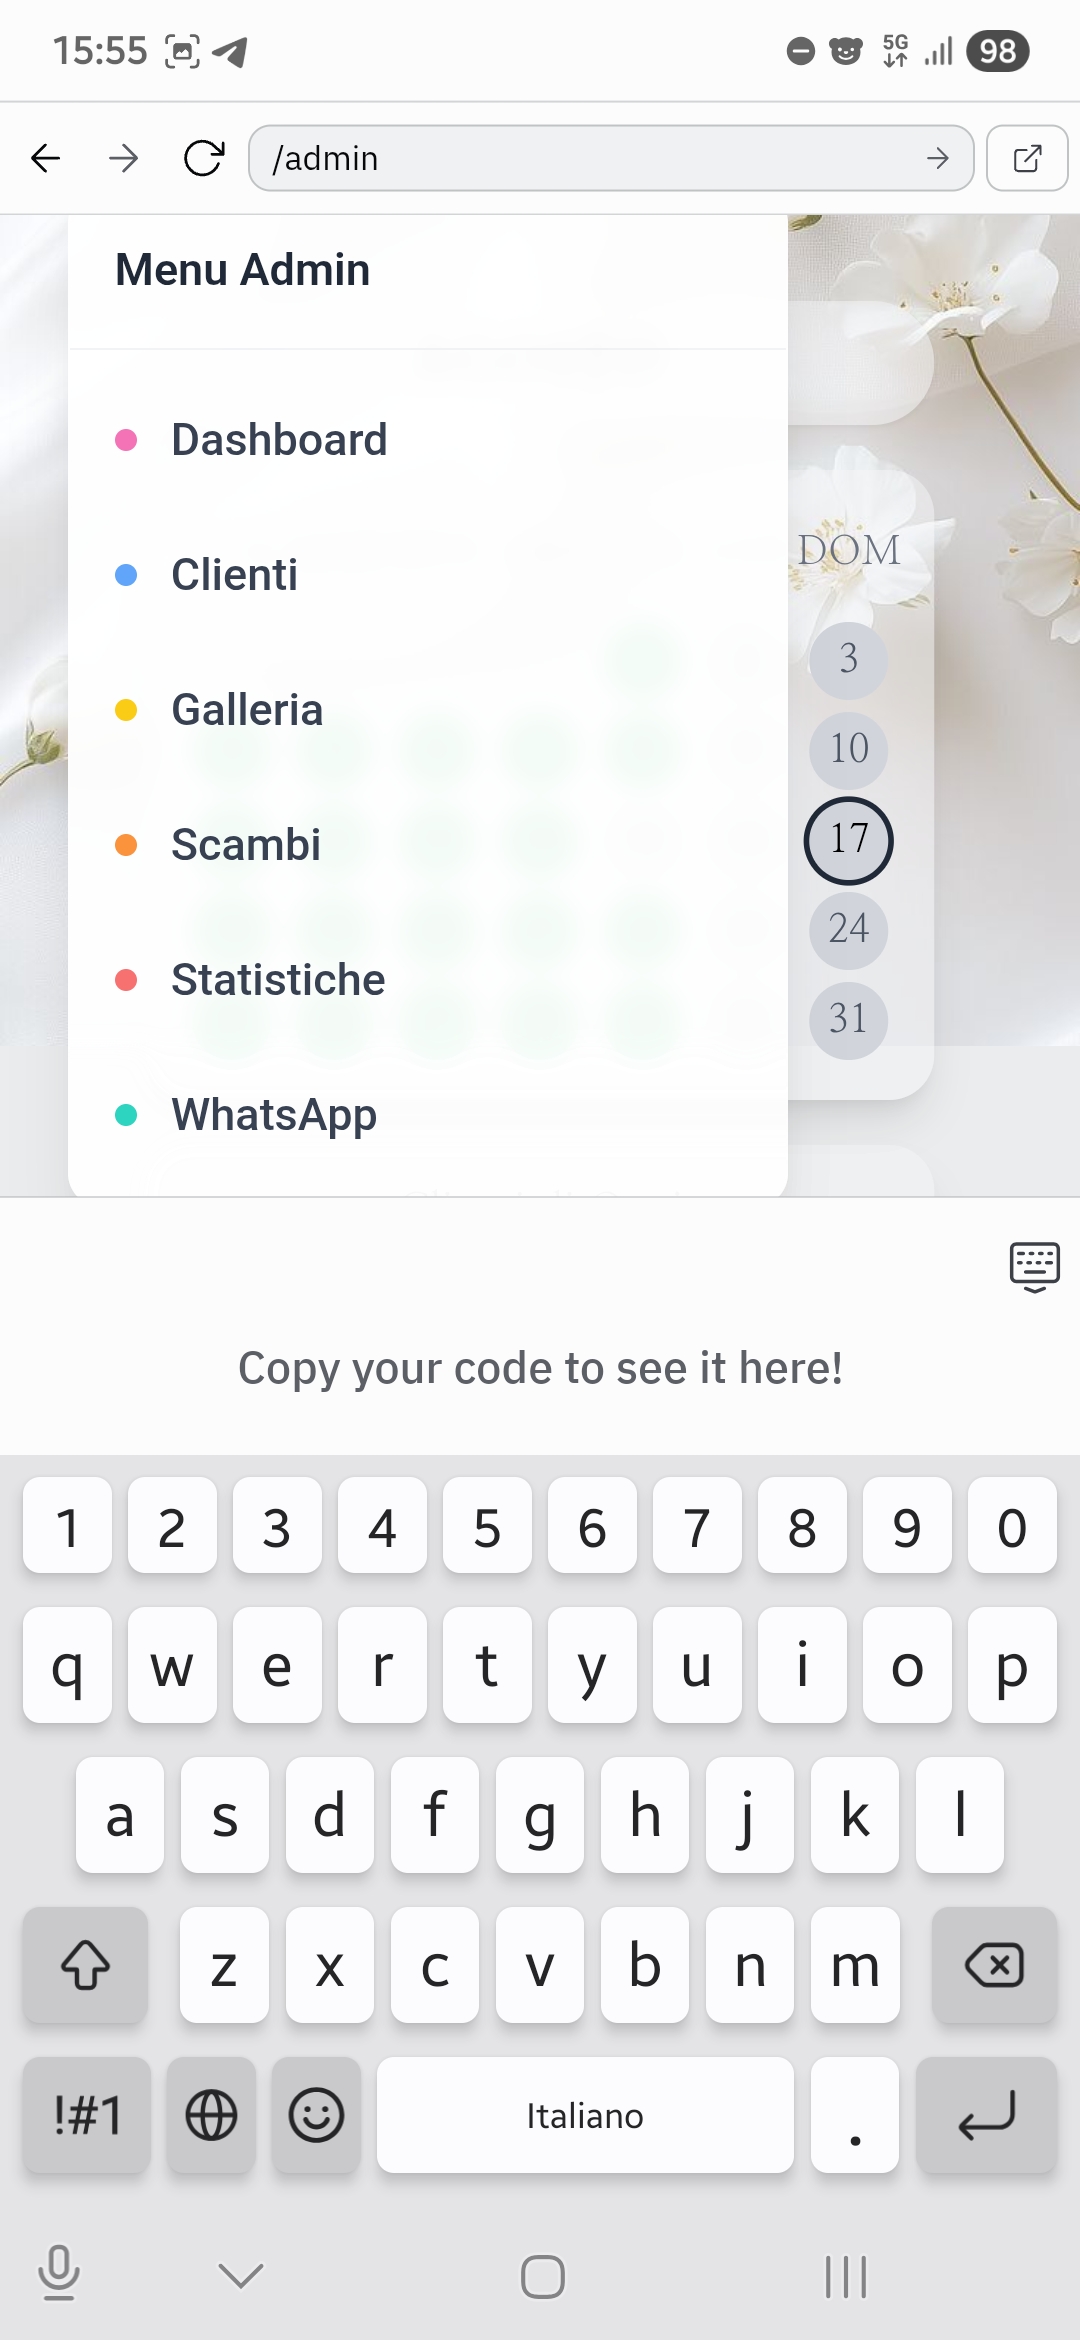 15:55
5G
98
/admin
Menu Admin
Dashboard
Clienti
Galleria
Scambi
Statistiche
WhatsApp
DOM
3
10
17
24
31
Copy your code to see it here!
1 2 3 4 5 6 7 8 9 0
q w e r t y u i o p
a s d f g h j k l
z x c v b n m
!#1 Italiano .